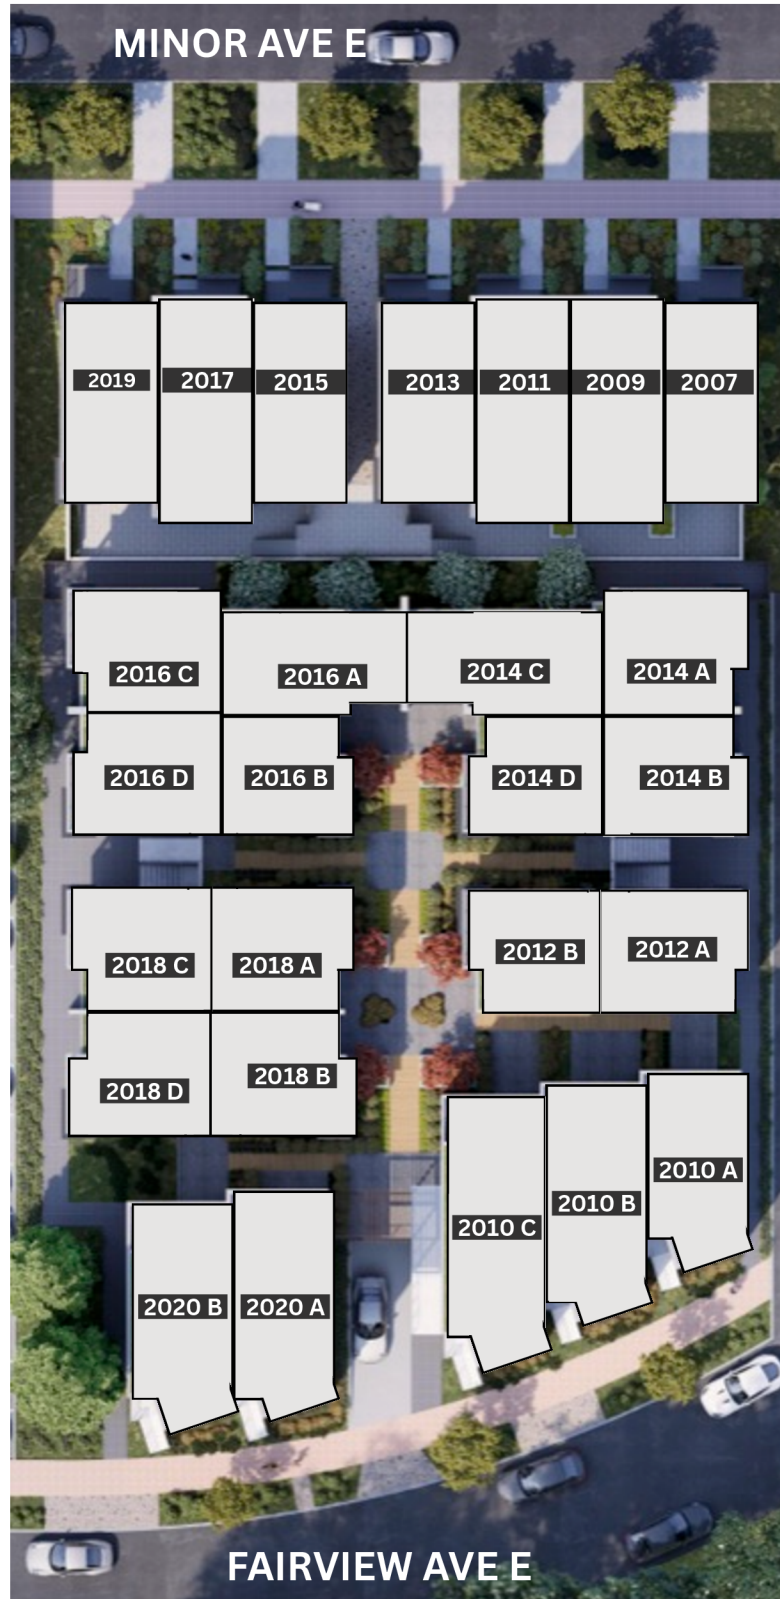 MINOR AVE E
2019 2017 2015 2013 2011 2009 2007
2016 C 2016 A 2014 C 2014 A
2016 D 2016 B 2014 D 2014 B
2018 C 2018 A 2012 B 2012 A
2018 D 2018 B
2010 C 2010 B 2010 A
2020 B 2020 A
FAIRVIEW AVE E